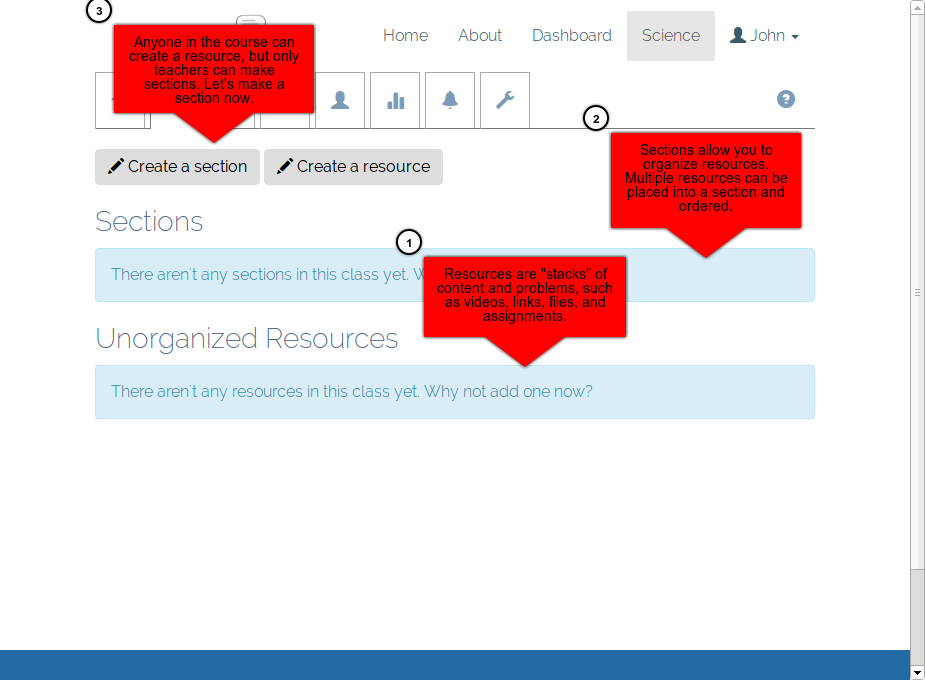 3
Home About Dashboard Science John
Anyone in the course can
create a resource, but only
teachers can make
sections. Let's make a
section now.
2
Sections allow you to
organize resources.
Multiple resources can be
placed into a section and
ordered.
Create a section Create a resource
Sections
1
There aren't any sections in this class yet.
Resources are "stacks" of
content and problems, such
as videos, links, files, and
assignments.
Unorganized Resources
There aren't any resources in this class yet. Why not add one now?